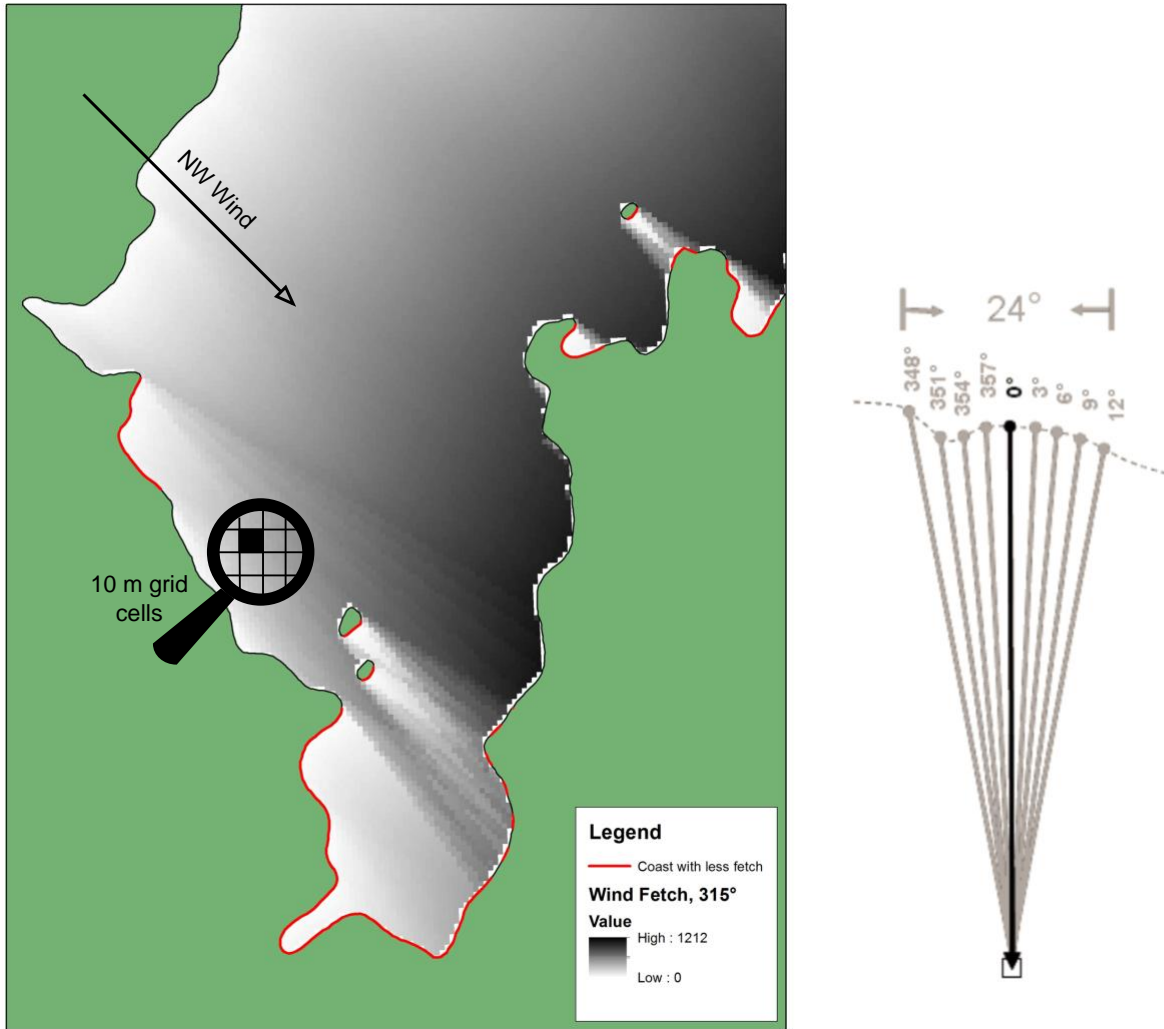 NW Wind
10 m grid
cells
Legend
Coast with less fetch
Wind Fetch, 315°
Value
High : 1212
Low : 0
24°
348°
351°
354°
357°
0°
3°
6°
9°
12°